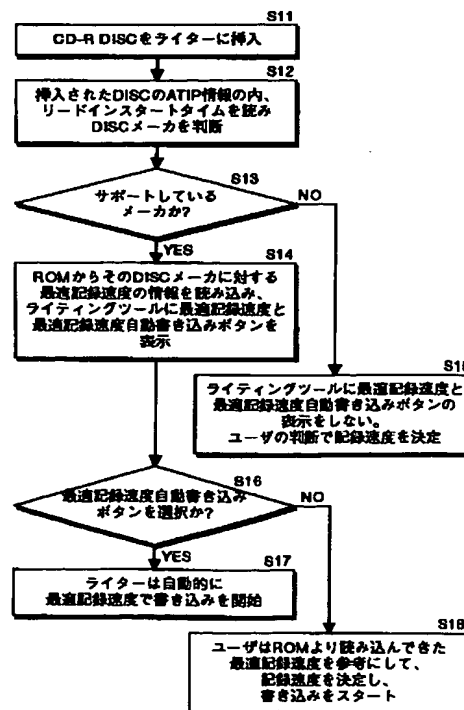 S11
CD-R DISCをライターに挿入
S12
挿入されたDISCのATIP情報の内、
リードインスタートタイムを読み
DISCメーカを判断
S13
サポートしている
メーカか?
NO
YES
S14
ROMからそのDISCメーカに対する
最適記録速度の情報を読み込み、
ライティングツールに最適記録速度と
最適記録速度自動書き込みボタンを
表示
S15
ライティングツールに最適記録速度と
最適記録速度自動書き込みボタンの
表示をしない。
ユーザの判断で記録速度を決定
S16
最適記録速度自動書き込み
ボタンを選択か?
NO
YES
S17
ライターは自動的に
最適記録速度で書き込みを開始
S18
ユーザはROMより読み込んできた
最適記録速度を参考にして、
記録速度を決定し、
書き込みをスタート